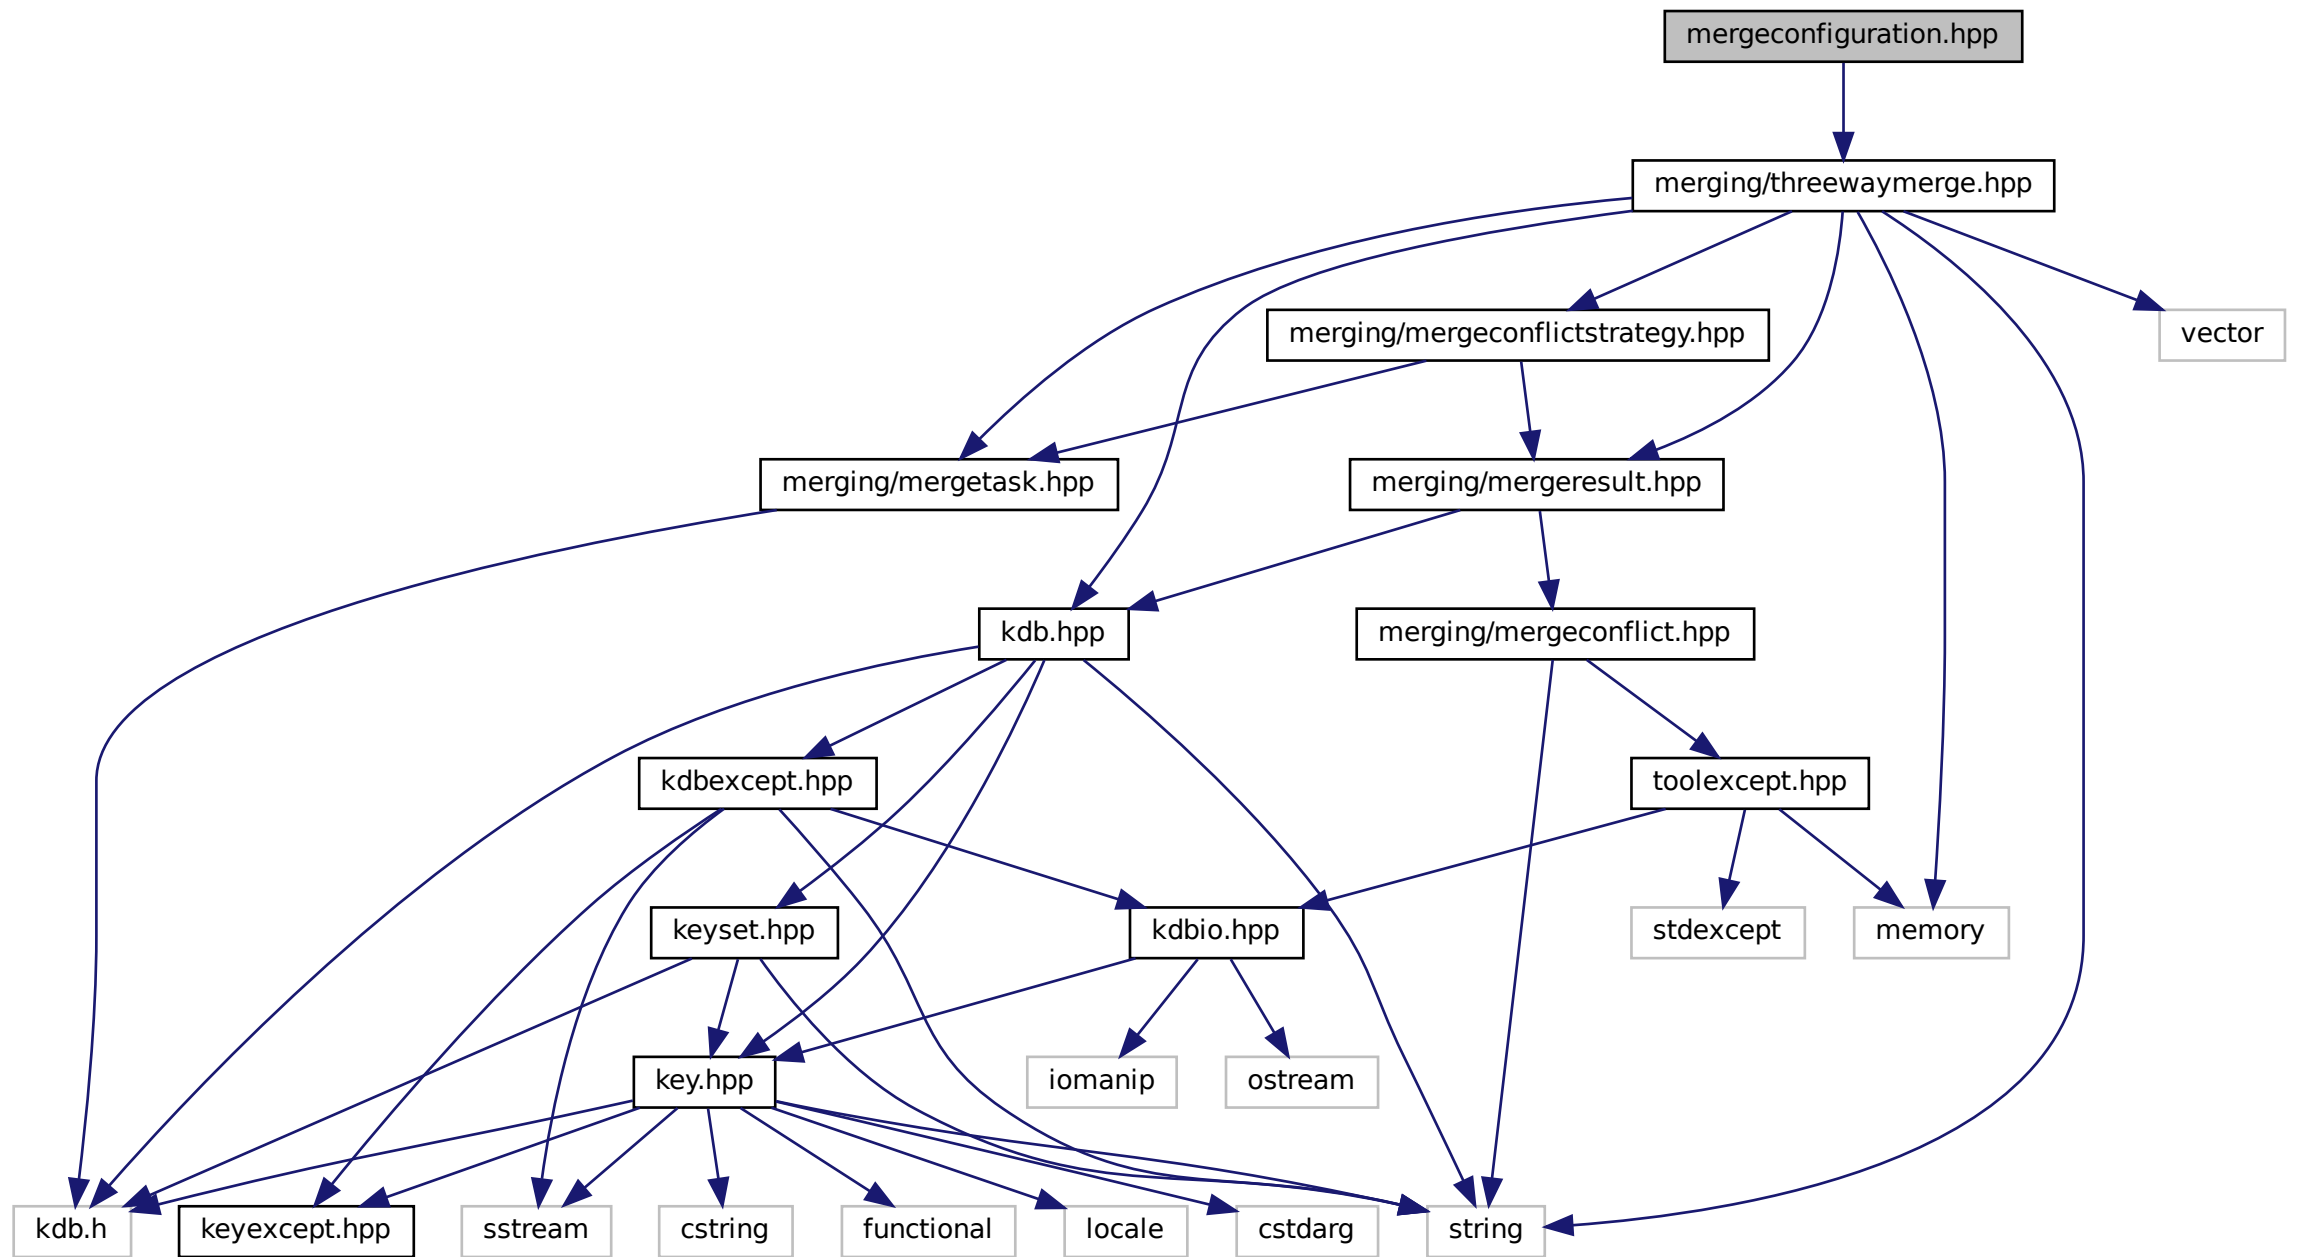 mergeconfiguration.hpp
merging/threewaymerge.hpp
merging/mergeconflictstrategy.hpp
vector
merging/mergetask.hpp
merging/mergeresult.hpp
kdb.hpp
merging/mergeconflict.hpp
kdbexcept.hpp
toolexcept.hpp
keyset.hpp
kdbio.hpp
stdexcept
memory
key.hpp
iomanip
ostream
kdb.h
keyexcept.hpp
sstream
cstring
functional
locale
cstdarg
string